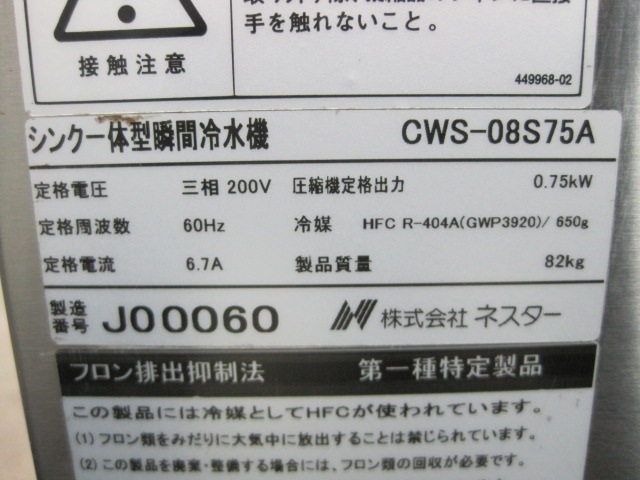 接触注意
手を触れないこと。
449968-02
シンク一体型瞬間冷水機 CWS-08S75A
定格電圧 三相 200V 圧縮機定格出力 0.75kW
定格周波数 60Hz 冷媒 HFC R-404A(GWP3920)/ 650g
定格電流 6.7A 製品質量 82kg
製造番号 J00060 株式会社 ネスター
フロン排出抑制法 第一種特定製品
この製品には冷媒としてHFCが使われています。
(1) フロン類をみだりに大気中に放出することは禁じられています。
(2) この製品を廃棄・整備する場合には、フロン類の回収が必要です。